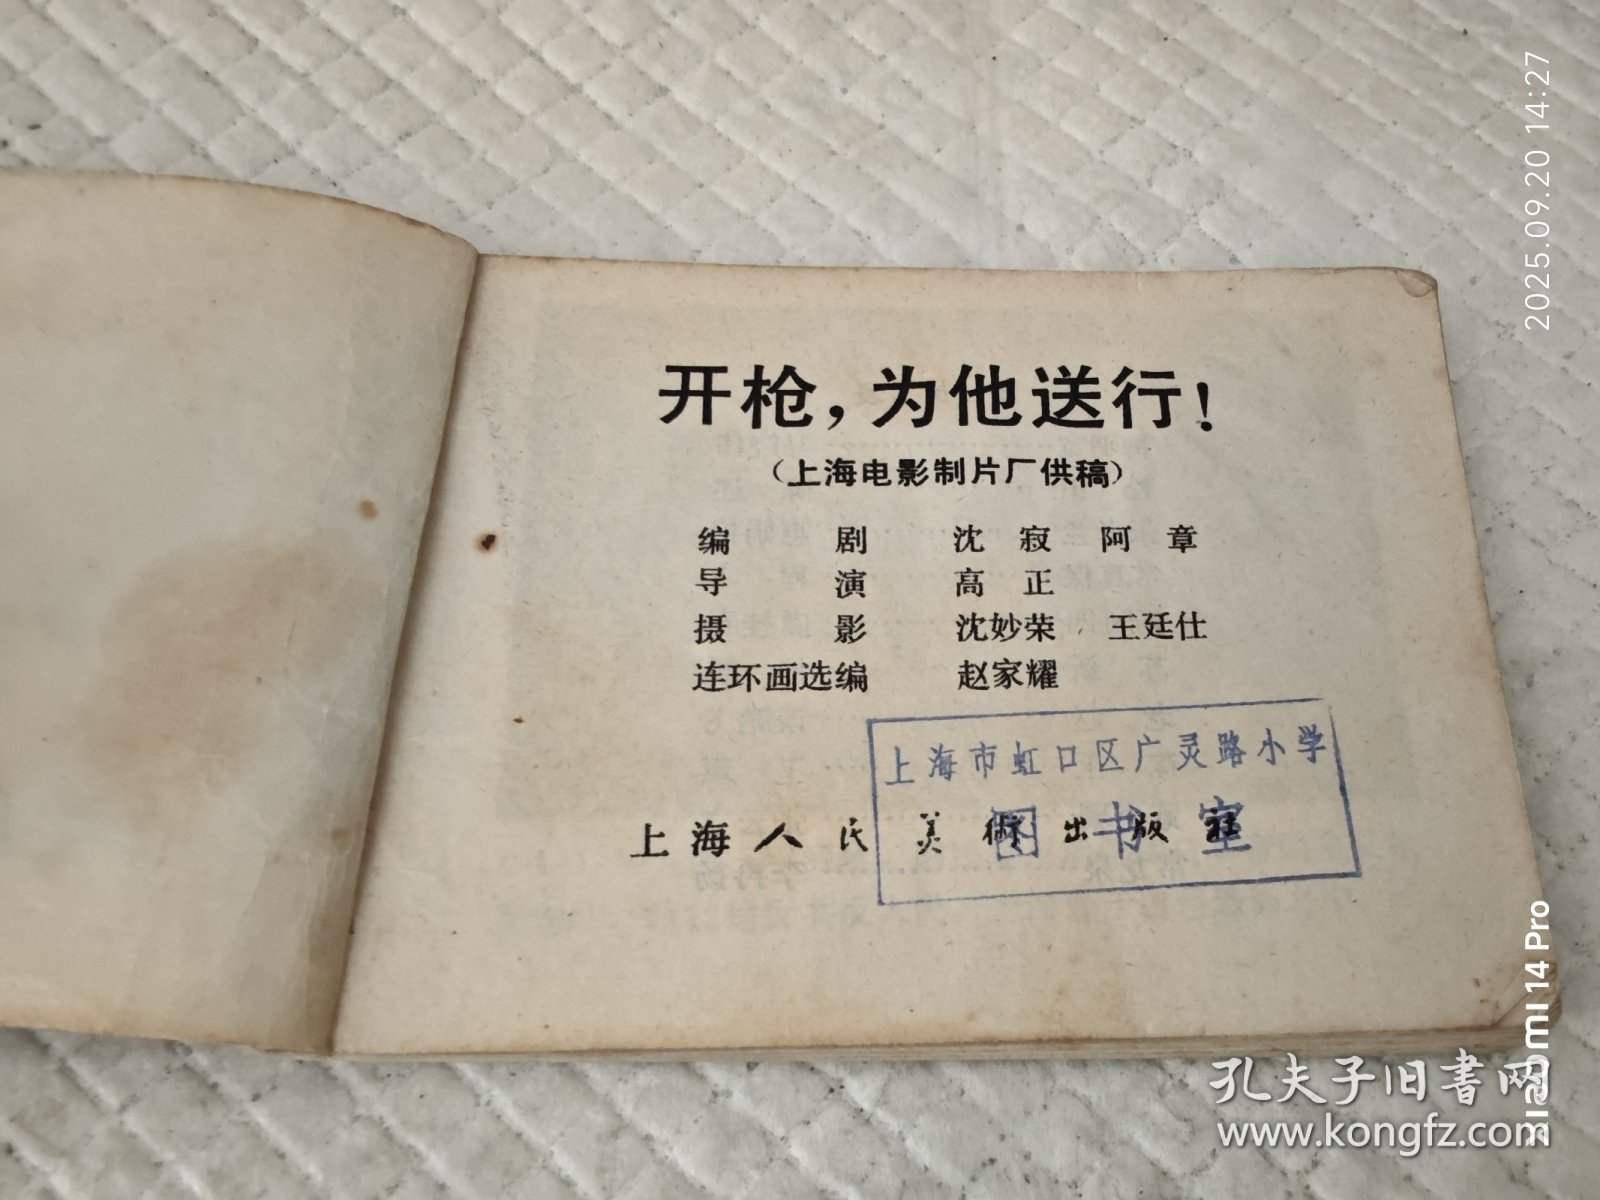 开枪，为他送行！
（上海电影制片厂供稿）
编剧 沈寂 阿章
导演 高正
摄影 沈妙荣 王廷仕
连环画选编 赵家耀
上海市虹口区广灵路小学
图书室
上海人民美術出版社
2025.09.20 14:27
XIAOMI 14 Pro
孔夫子旧書网
www.kongfz.com